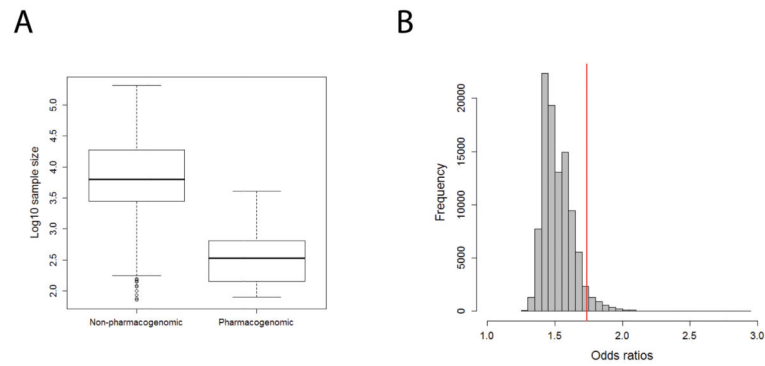 A
B
Log10 sample size
5.0
4.5
4.0
3.5
3.0
2.5
2.0
Non-pharmacogenomic Pharmacogenomic
Frequency
20000
15000
10000
5000
0
1.0 1.5 2.0 2.5 3.0
Odds ratios